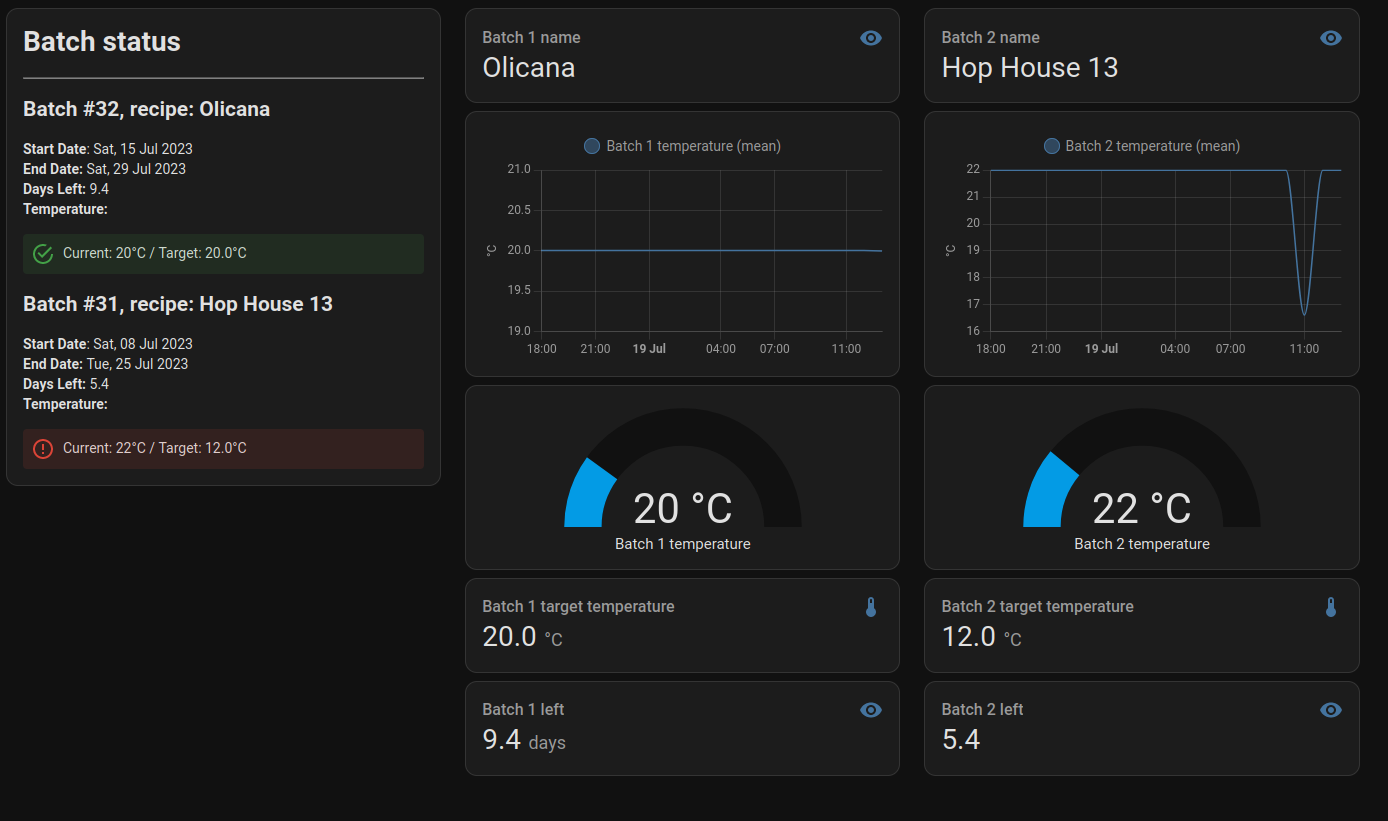 Batch status
Batch #32, recipe: Olicana
Start Date: Sat, 15 Jul 2023
End Date: Sat, 29 Jul 2023
Days Left: 9.4
Temperature:
Current: 20°C / Target: 20.0°C
Batch #31, recipe: Hop House 13
Start Date: Sat, 08 Jul 2023
End Date: Tue, 25 Jul 2023
Days Left: 5.4
Temperature:
Current: 22°C / Target: 12.0°C
Batch 1 name
Olicana
Batch 1 temperature (mean)
21.0
20.5
20.0
19.5
19.0
°C
18:00 21:00 19 Jul 04:00 07:00 11:00
20 °C
Batch 1 temperature
Batch 1 target temperature
20.0 °C
Batch 1 left
9.4 days
Batch 2 name
Hop House 13
Batch 2 temperature (mean)
22
21
20
19
18
17
16
°C
18:00 21:00 19 Jul 04:00 07:00 11:00
22 °C
Batch 2 temperature
Batch 2 target temperature
12.0 °C
Batch 2 left
5.4